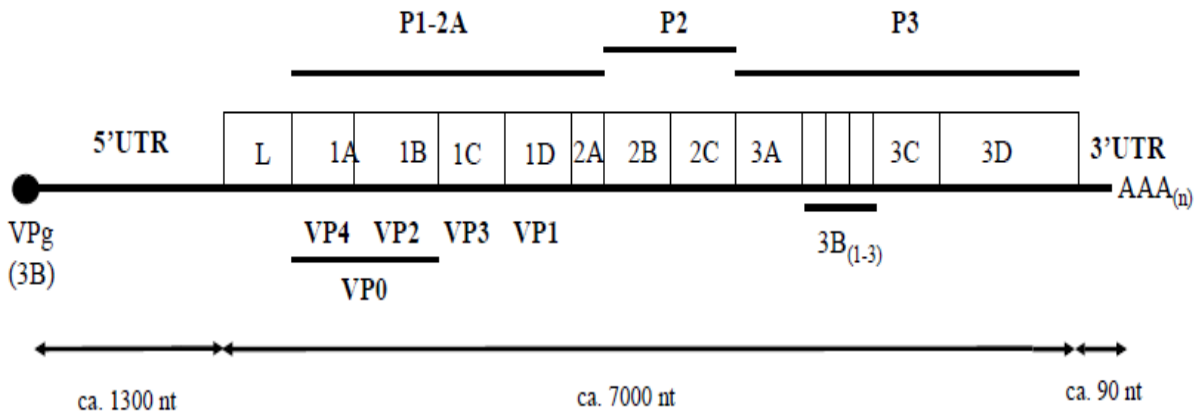 P1-2A P2 P3
5’UTR L 1A 1B 1C 1D 2A 2B 2C 3A 3C 3D 3’UTR
AAA(n)
VPg
(3B)
VP4 VP2 VP3 VP1
3B(1-3)
VP0
ca. 1300 nt ca. 7000 nt ca. 90 nt